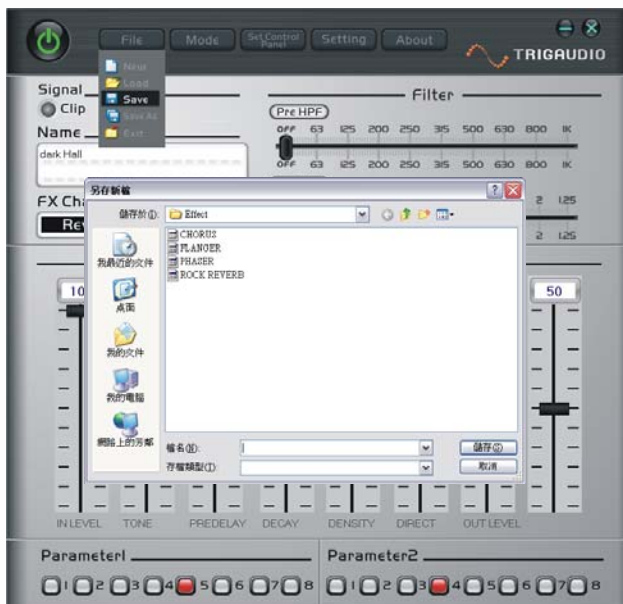 File Mode Set Control Panel Setting About
TRIGAUDIO
New
Load
Save
Save As
Exit
Signal
Clip
Name
dark Hall
Filter
Pre HPF
OFF 63 125 200 250 315 500 630 800 1K
OFF 63 125 200 250 315 500 630 800 1K
FX Cha
Re
2 1.25
2 1.25
另存新檔
儲存於(I): Effect
我最近的文件
桌面
我的文件
我的電腦
網路上的芳鄰
CHORUS
FLANGER
PHASER
ROCK REVERB
檔名(N):
存檔類型(T):
儲存(S)
取消
10
50
IN LEVEL TONE PREDELAY DECAY DENSITY DIRECT OUT LEVEL
Parameter1
1 2 3 4 5 6 7 8
Parameter2
1 2 3 4 5 6 7 8